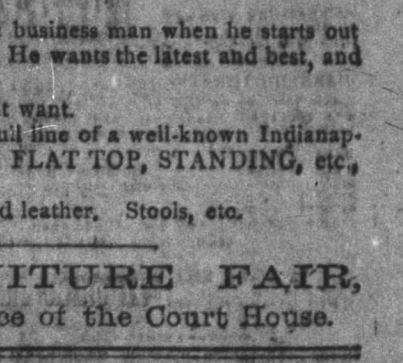 business man when he starts out
He wants the latest and best, and
t want.
ull line of a well-known Indianap-
FLAT TOP, STANDING, etc.,
d leather. Stools, etc.
ITURE FAIR,
ce of the Court House.